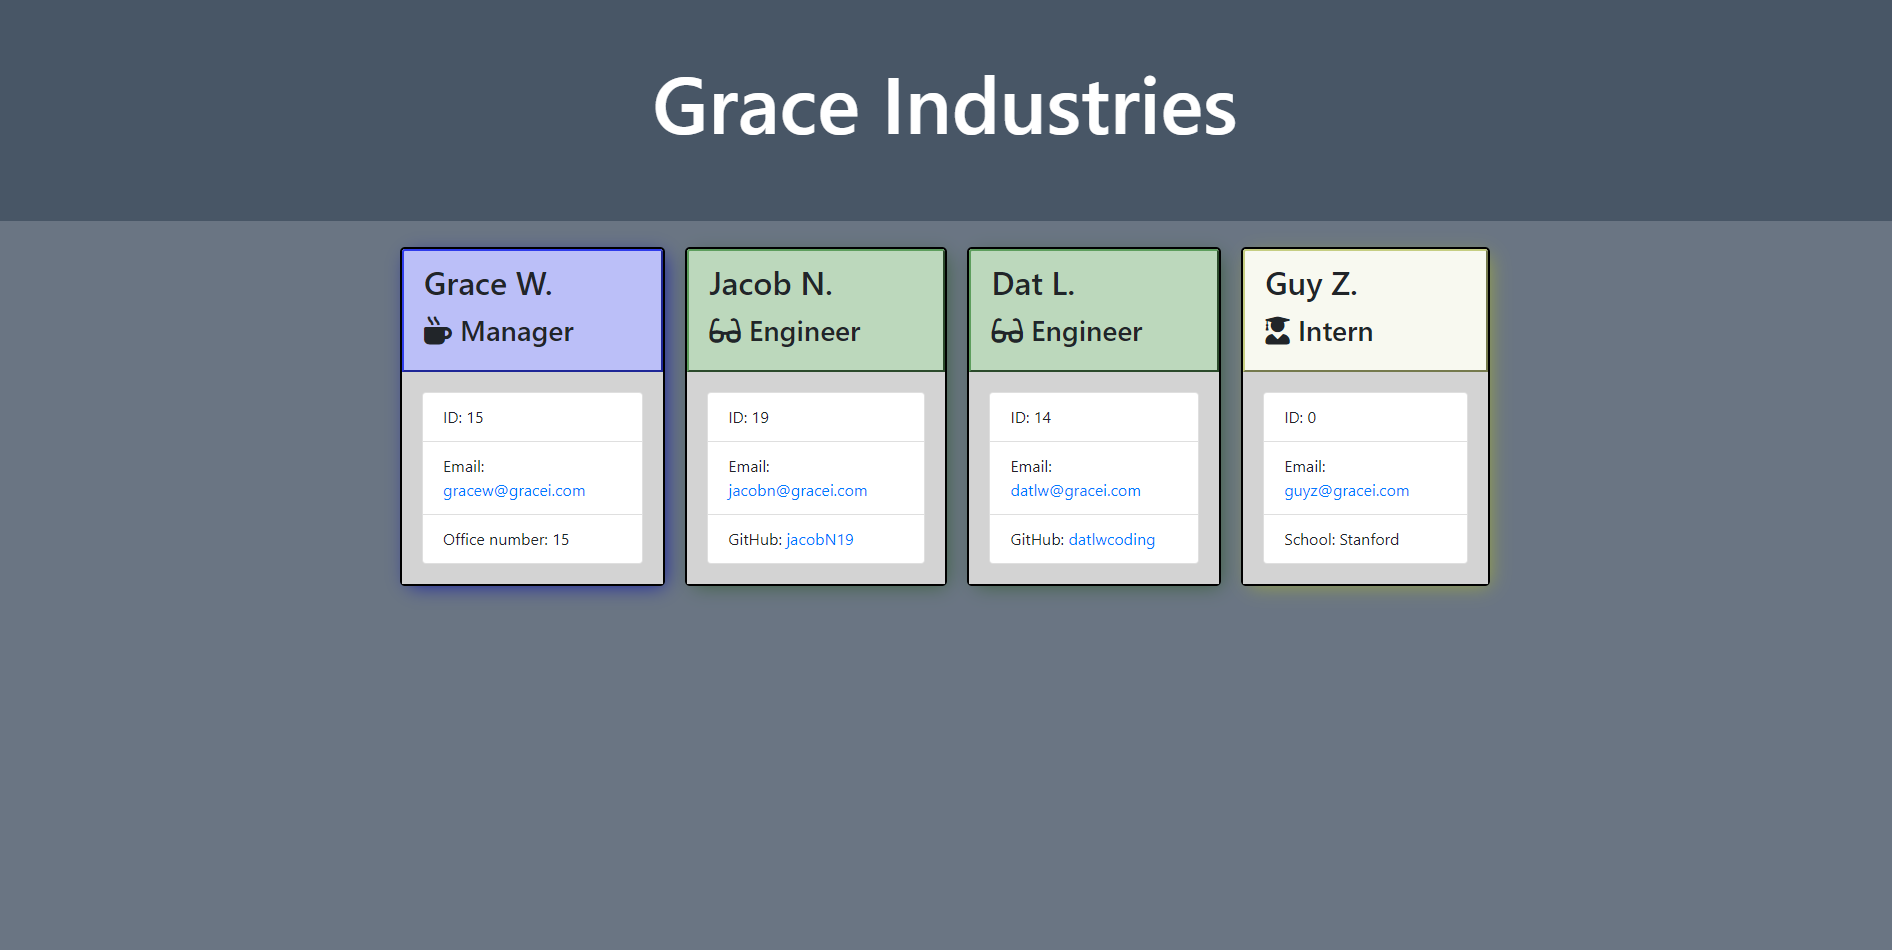 Grace Industries
Grace W.
Manager
ID: 15
Email:
gracew@gracei.com
Office number: 15
Jacob N.
Engineer
ID: 19
Email:
jacobn@gracei.com
GitHub: jacobN19
Dat L.
Engineer
ID: 14
Email:
datlw@gracei.com
GitHub: datlwcoding
Guy Z.
Intern
ID: 0
Email:
guyz@gracei.com
School: Stanford